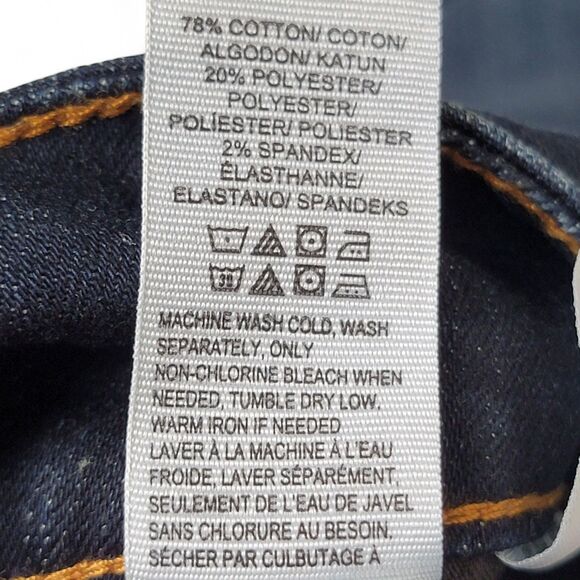 78% COTTON/ COTON/
ALGODON/ KATUN
20% POLYESTER/
POLYESTER/
POLIESTER/ POLIESTER
2% SPANDEX/
ÉLASTHANNE/
ELASTANO/ SPANDEKS
30
MACHINE WASH COLD, WASH
SEPARATELY, ONLY
NON-CHLORINE BLEACH WHEN
NEEDED, TUMBLE DRY LOW.
WARM IRON IF NEEDED
LAVER À LA MACHINE À L'EAU
FROIDE, LAVER SÉPARÉMENT.
SEULEMENT DE L'EAU DE JAVEL
SANS CHLORURE AU BESOIN.
SÉCHER PAR CULBUTAGE À